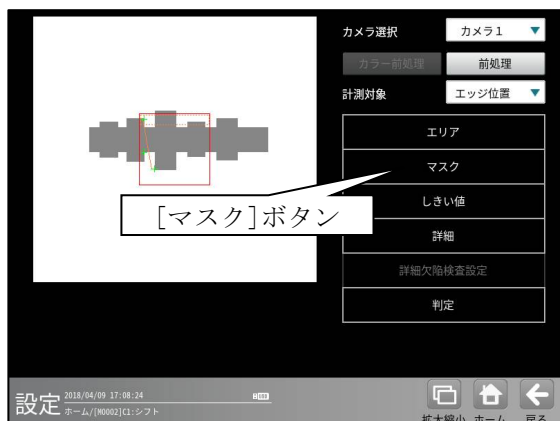 カメラ選択 カメラ1
カラー前処理 前処理
計測対象 エッジ位置
エリア
マスク
[マスク]ボタン
しきい値
詳細
詳細欠陥検査設定
判定
設定 2018/04/09 17:08:24
ホーム/[M0002]C1:シフト
拡大縮小 ホーム 戻る